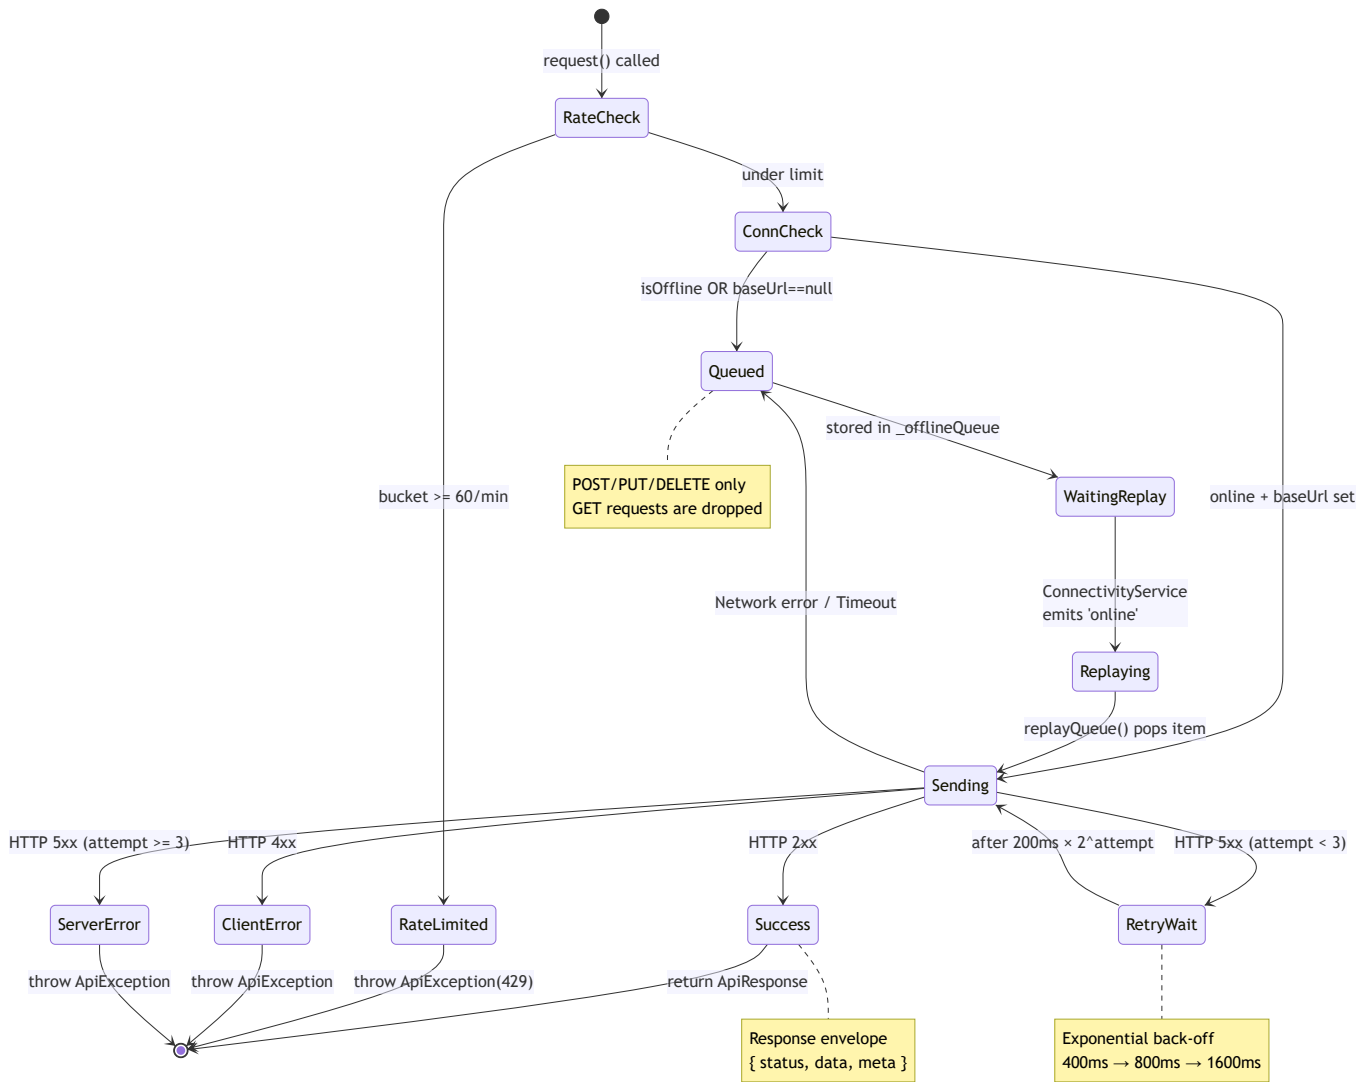 request() called
RateCheck
under limit
ConnCheck
isOffline OR baseUrl==null
Queued
stored in _offlineQueue
POST/PUT/DELETE only
GET requests are dropped
bucket >= 60/min
WaitingReplay
online + baseUrl set
Network error / Timeout
ConnectivityService
emits 'online'
Replaying
replayQueue() pops item
Sending
HTTP 5xx (attempt >= 3)
HTTP 4xx
HTTP 2xx
after 200ms × 2^attempt
HTTP 5xx (attempt < 3)
ServerError
ClientError
RateLimited
Success
RetryWait
throw ApiException
throw ApiException
throw ApiException(429)
return ApiResponse
Response envelope
{ status, data, meta }
Exponential back-off
400ms → 800ms → 1600ms